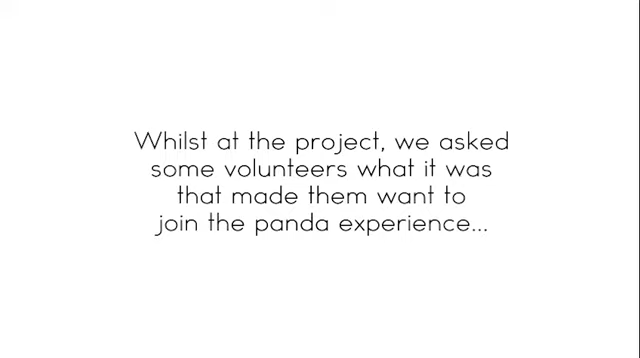 Whilst at the project, we asked
some volunteers what it was
that made them want to
join the panda experience...